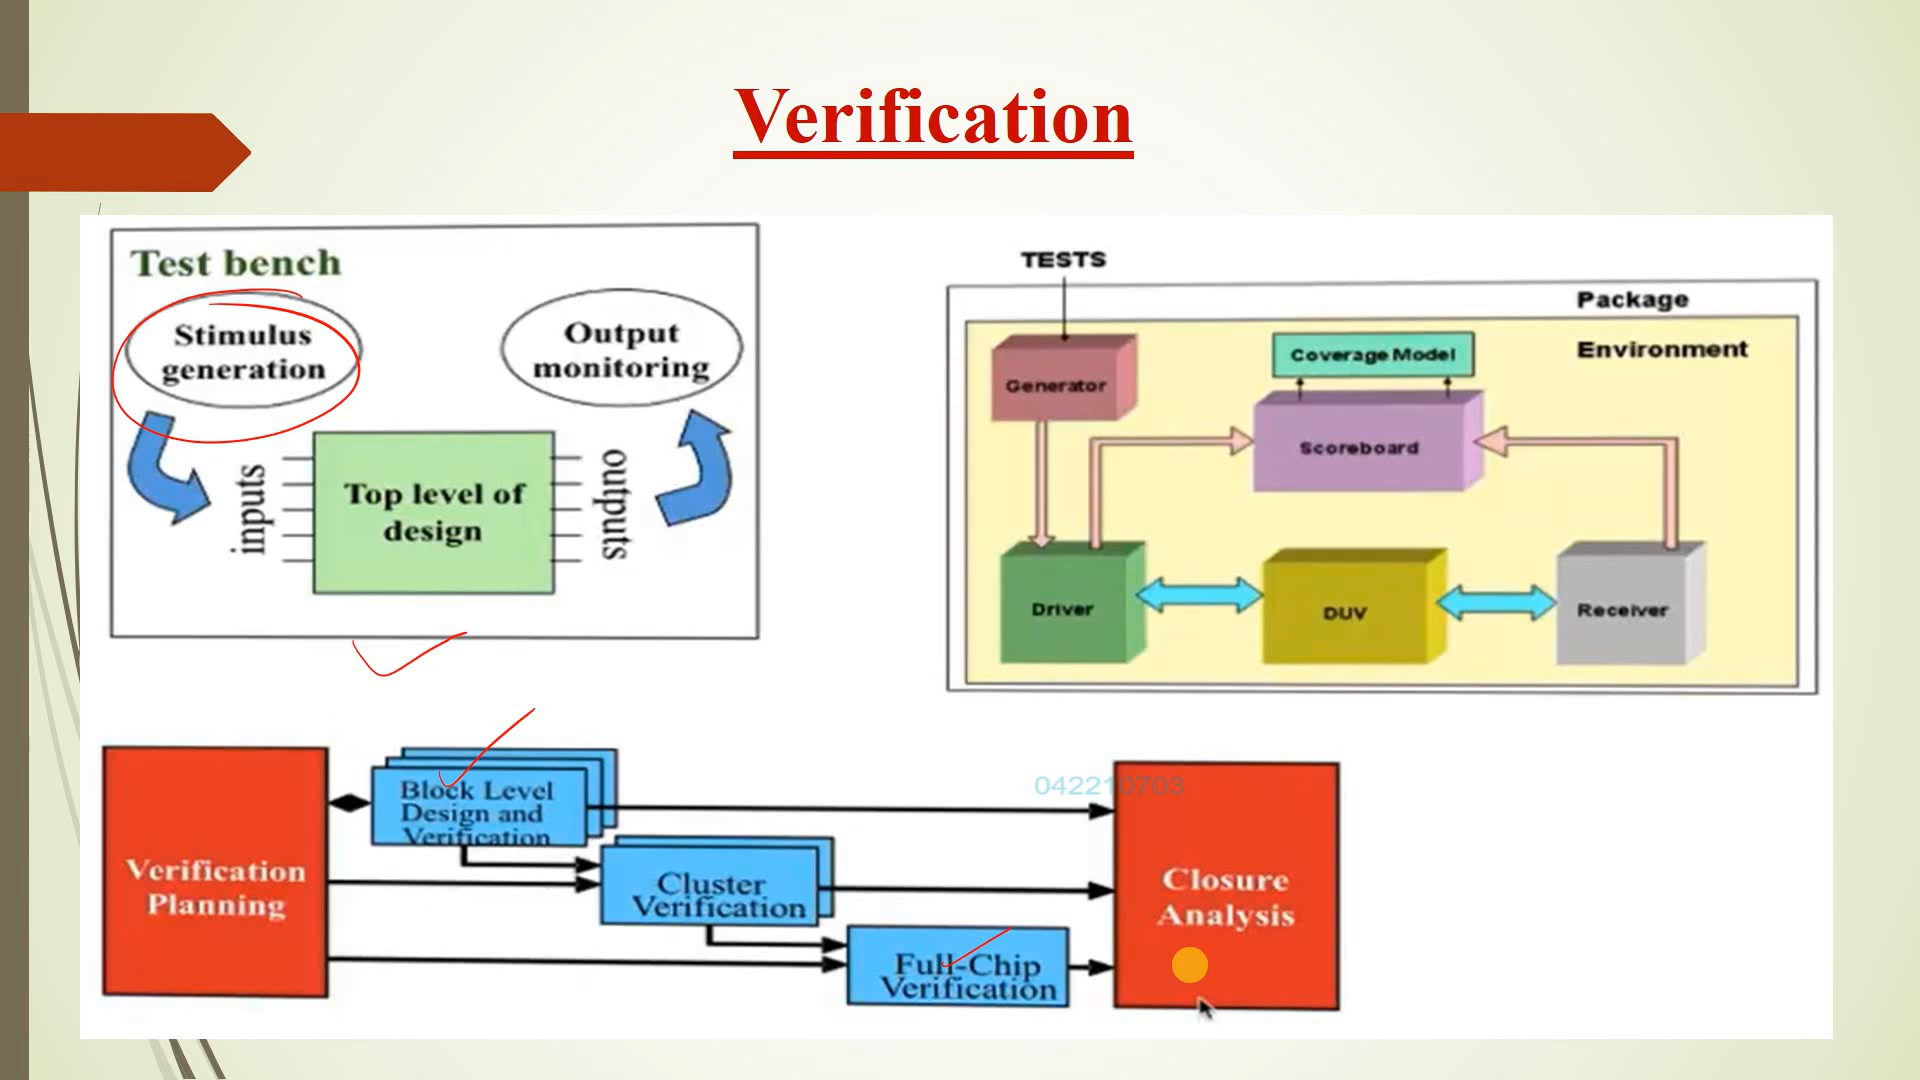 Verification
Test bench
Stimulus
generation
Output
monitoring
inputs
Top level of
design
outputs
TESTS
Package
Environment
Generator
Coverage Model
Scoreboard
Driver
DUV
Receiver
Verification
Planning
Block Level
Design and
Verification
Cluster
Verification
Full-Chip
Verification
042210703
Closure
Analysis